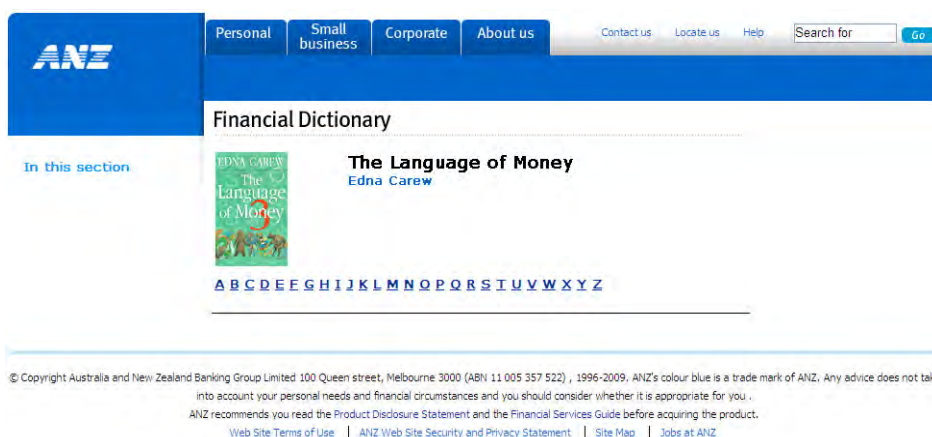 ANZ
Personal
Small business
Corporate
About us
Contact us
Locate us
Help
Search for
Go
Financial Dictionary
In this section
EDNA CAREW
The
Language
of Money
3
The Language of Money
Edna Carew
A B C D E F G H I J K L M N O P Q R S T U V W X Y Z
© Copyright Australia and New Zealand Banking Group Limited 100 Queen street, Melbourne 3000 (ABN 11 005 357 522) , 1996-2009. ANZ's colour blue is a trade mark of ANZ. Any advice does not tak
into account your personal needs and financial circumstances and you should consider whether it is appropriate for you .
ANZ recommends you read the Product Disclosure Statement and the Financial Services Guide before acquiring the product.
Web Site Terms of Use | ANZ Web Site Security and Privacy Statement | Site Map | Jobs at ANZ